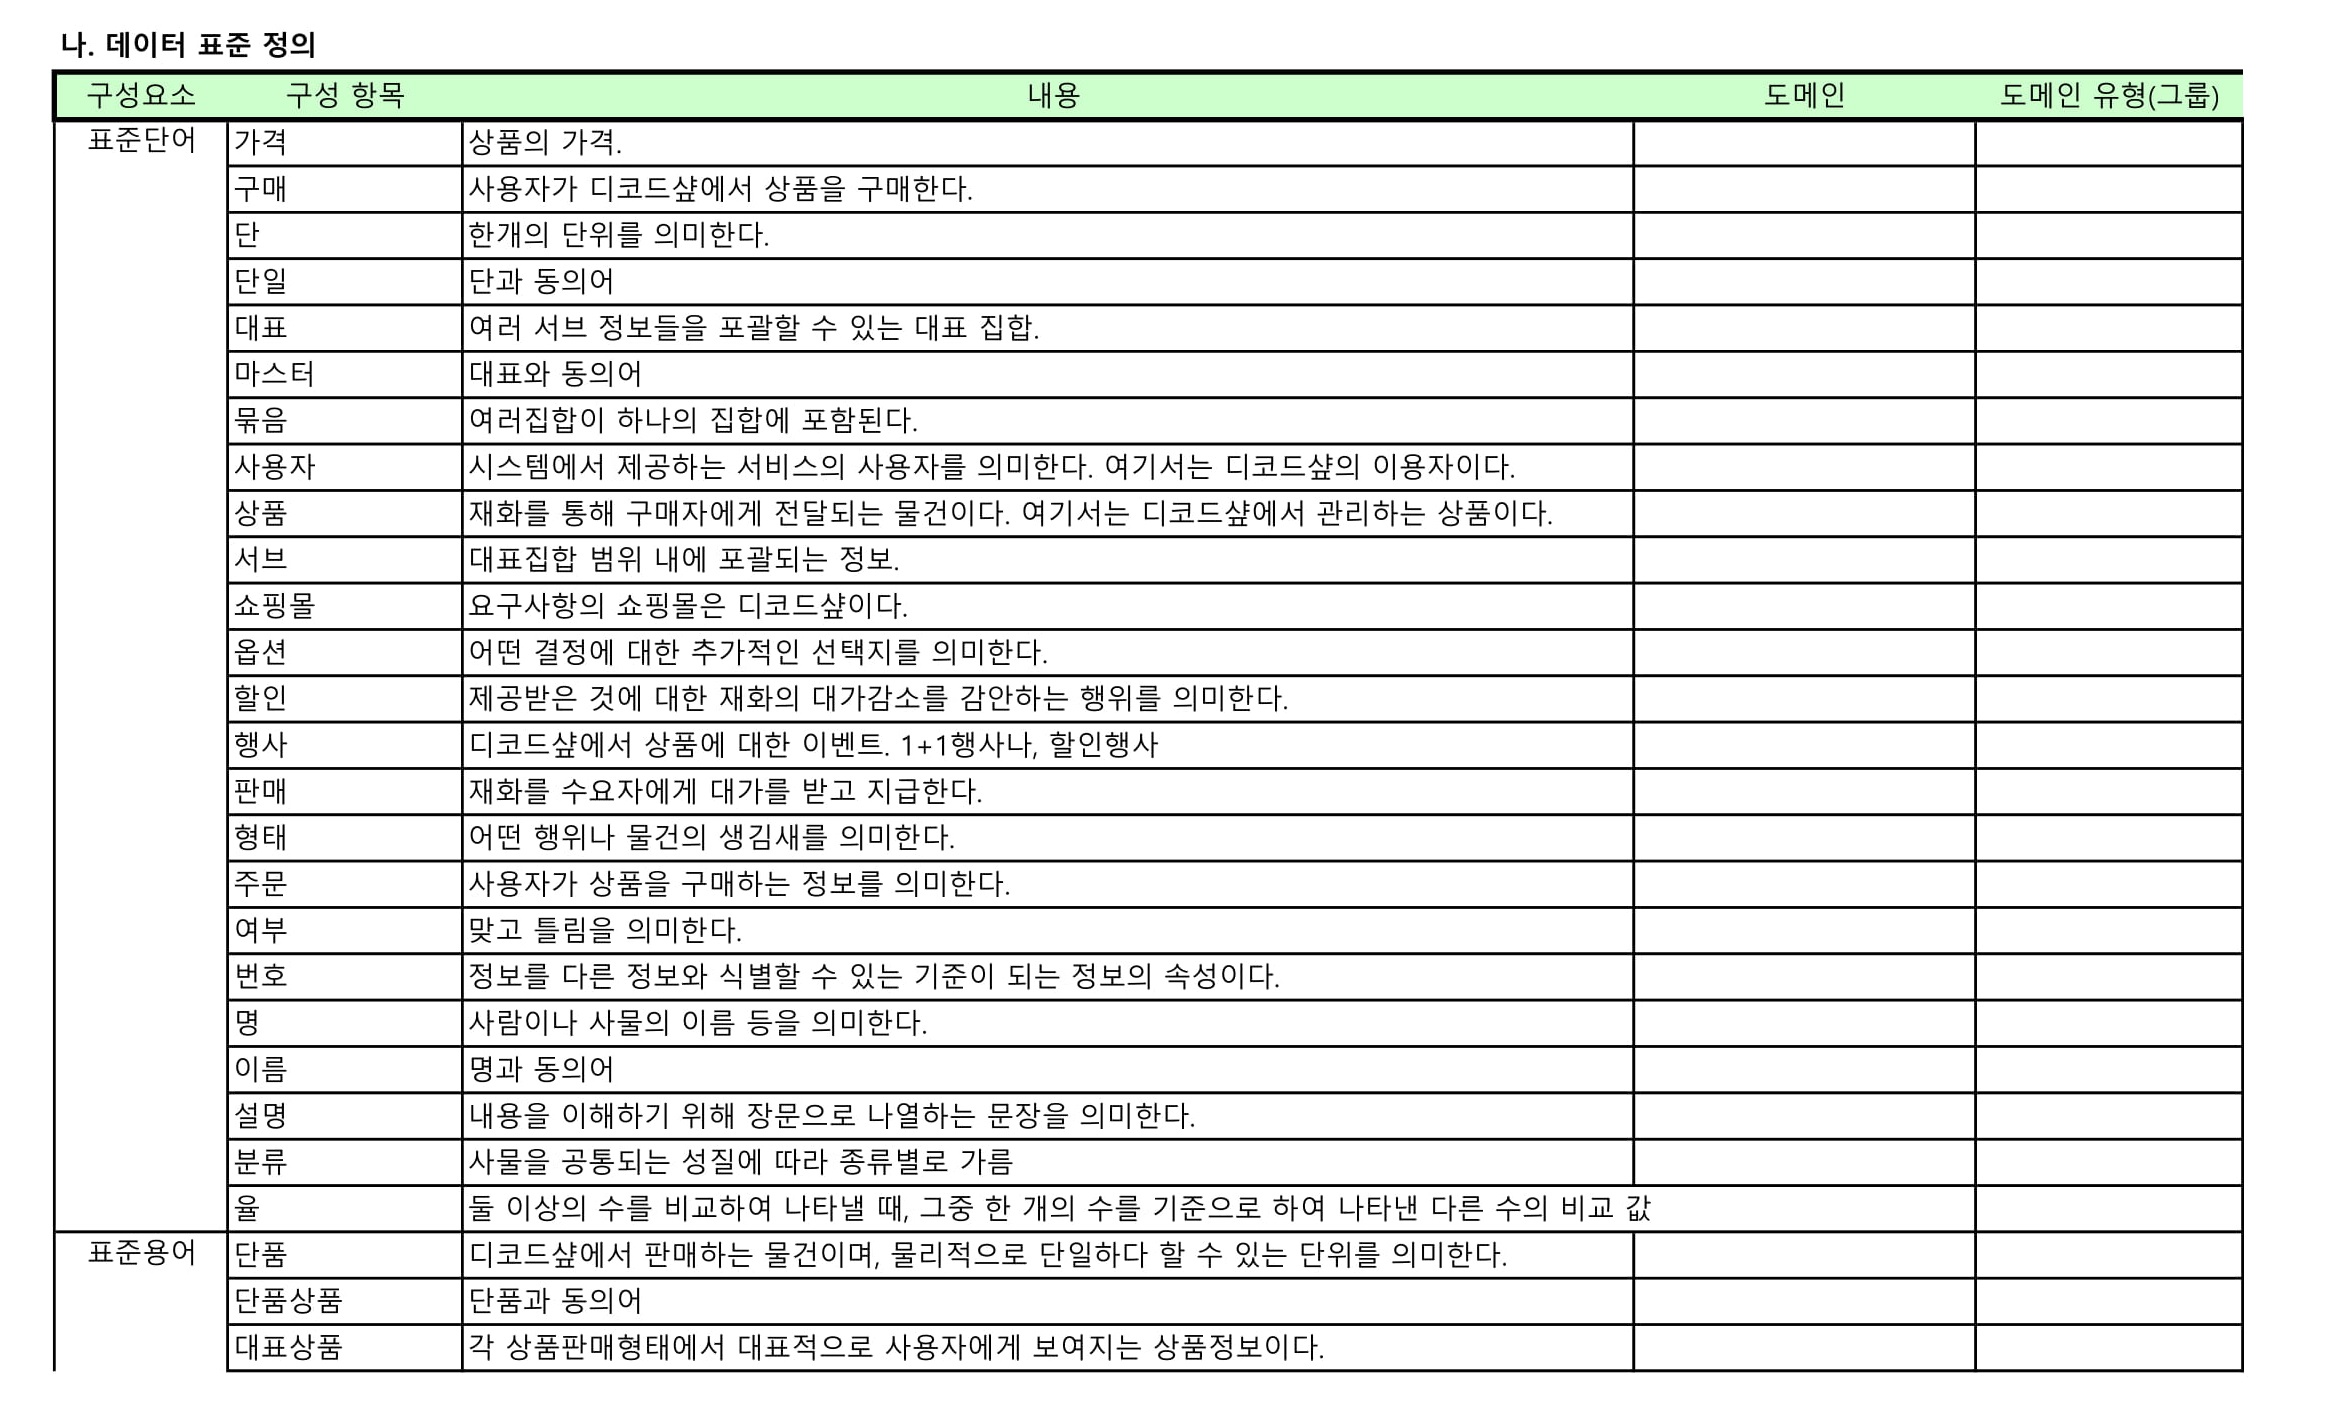 나. 데이터 표준 정의
구성요소 구성 항목 내용 도메인 도메인 유형(그룹)
표준단어 가격 상품의 가격.
구매 사용자가 디코드샾에서 상품을 구매한다.
단 한개의 단위를 의미한다.
단일 단과 동의어
대표 여러 서브 정보들을 포괄할 수 있는 대표 집합.
마스터 대표와 동의어
묶음 여러집합이 하나의 집합에 포함된다.
사용자 시스템에서 제공하는 서비스의 사용자를 의미한다. 여기서는 디코드샾의 이용자이다.
상품 재화를 통해 구매자에게 전달되는 물건이다. 여기서는 디코드샾에서 관리하는 상품이다.
서브 대표집합 범위 내에 포괄되는 정보.
쇼핑몰 요구사항의 쇼핑몰은 디코드샾이다.
옵션 어떤 결정에 대한 추가적인 선택지를 의미한다.
할인 제공받은 것에 대한 재화의 대가감소를 감안하는 행위를 의미한다.
행사 디코드샾에서 상품에 대한 이벤트. 1+1행사나, 할인행사
판매 재화를 수요자에게 대가를 받고 지급한다.
형태 어떤 행위나 물건의 생김새를 의미한다.
주문 사용자가 상품을 구매하는 정보를 의미한다.
여부 맞고 틀림을 의미한다.
번호 정보를 다른 정보와 식별할 수 있는 기준이 되는 정보의 속성이다.
명 사람이나 사물의 이름 등을 의미한다.
이름 명과 동의어
설명 내용을 이해하기 위해 장문으로 나열하는 문장을 의미한다.
분류 사물을 공통되는 성질에 따라 종류별로 가름
율 둘 이상의 수를 비교하여 나타낼 때, 그중 한 개의 수를 기준으로 하여 나타낸 다른 수의 비교 값
표준용어 단품 디코드샾에서 판매하는 물건이며, 물리적으로 단일하다 할 수 있는 단위를 의미한다.
단품상품 단품과 동의어
대표상품 각 상품판매형태에서 대표적으로 사용자에게 보여지는 상품정보이다.